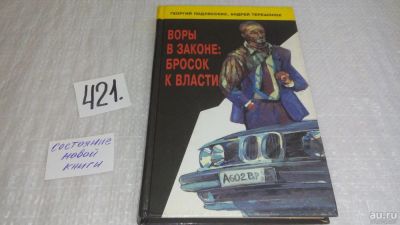 ГЕОРГИЙ ПОДЛЕССКИХ, АНДРЕЙ ТЕРЕШОНОК
ВОРЫ
В ЗАКОНЕ:
БРОСОК
К ВЛАСТИ
421.
состояние
новой
книги
А602ВР
au.ru